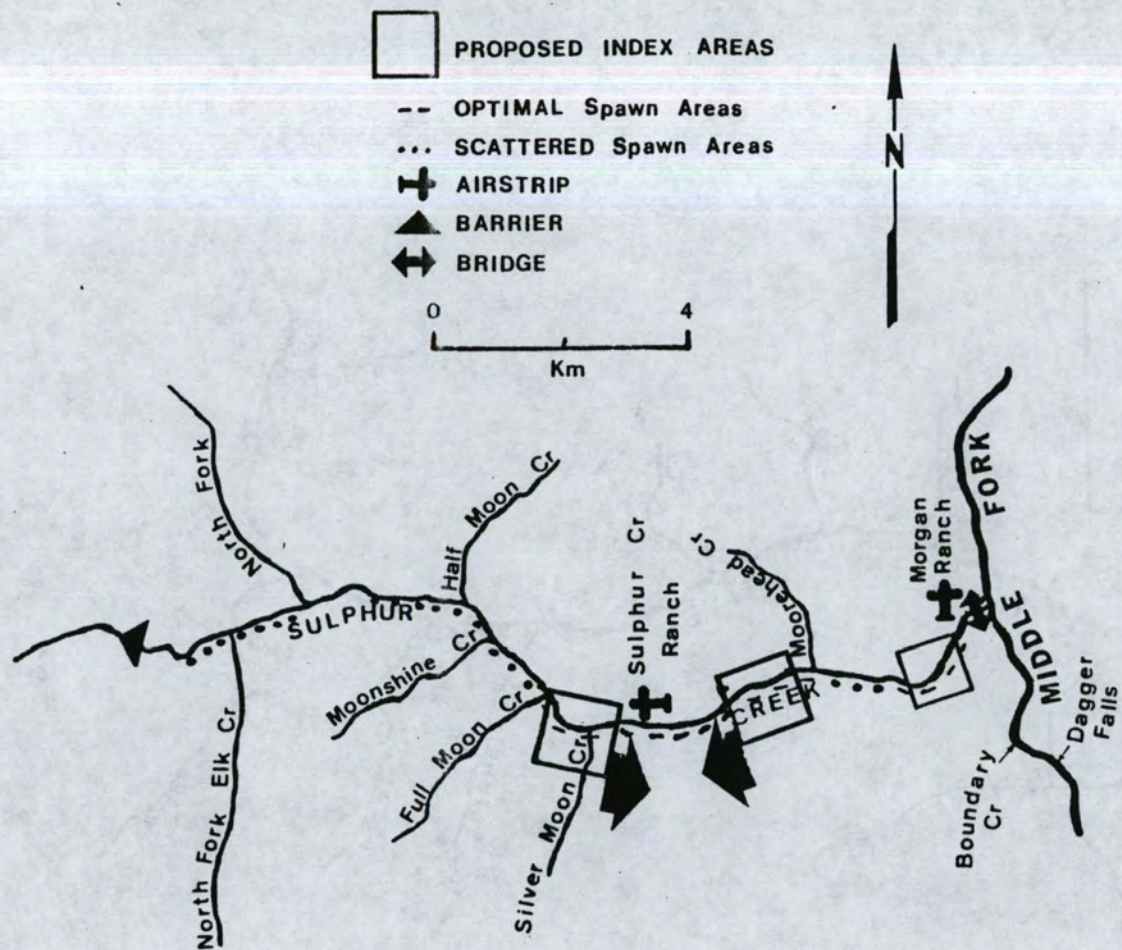 PROPOSED INDEX AREAS
OPTIMAL Spawn Areas
SCATTERED Spawn Areas
AIRSTRIP
BARRIER
BRIDGE
N
0 4
Km
North Fork
Half Moon Cr
Sulphur Cr
Ranch
Moorehead Cr
Morgan
Ranch
MIDDLE FORK
SULPHUR CREEK
Moonshine Cr
Full Moon Cr
Silver Moon Cr
North Fork Elk Cr
Boundary
Cr
Dagger
Falls